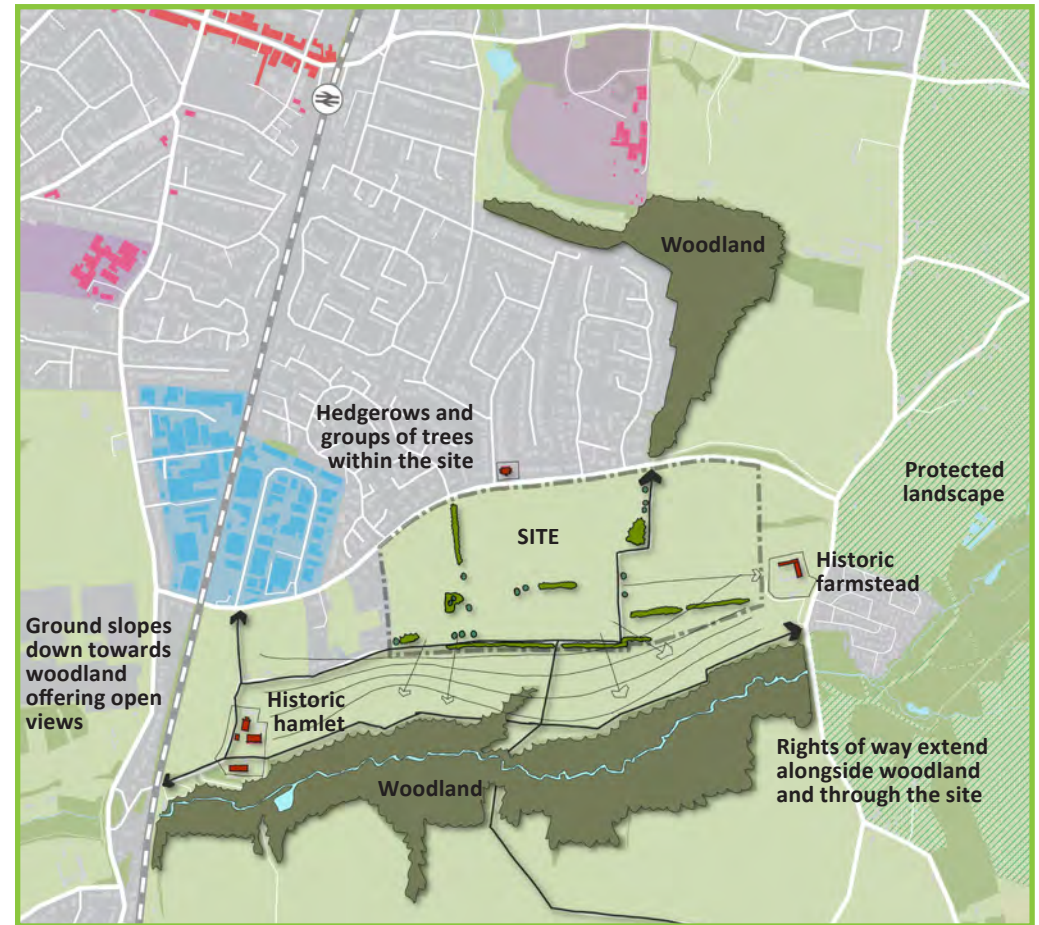 Woodland
Hedgerows and
groups of trees
within the site
Protected
landscape
SITE
Historic
farmstead
Ground slopes
down towards
woodland
offering open
views
Historic
hamlet
Rights of way extend
alongside woodland
and through the site
Woodland